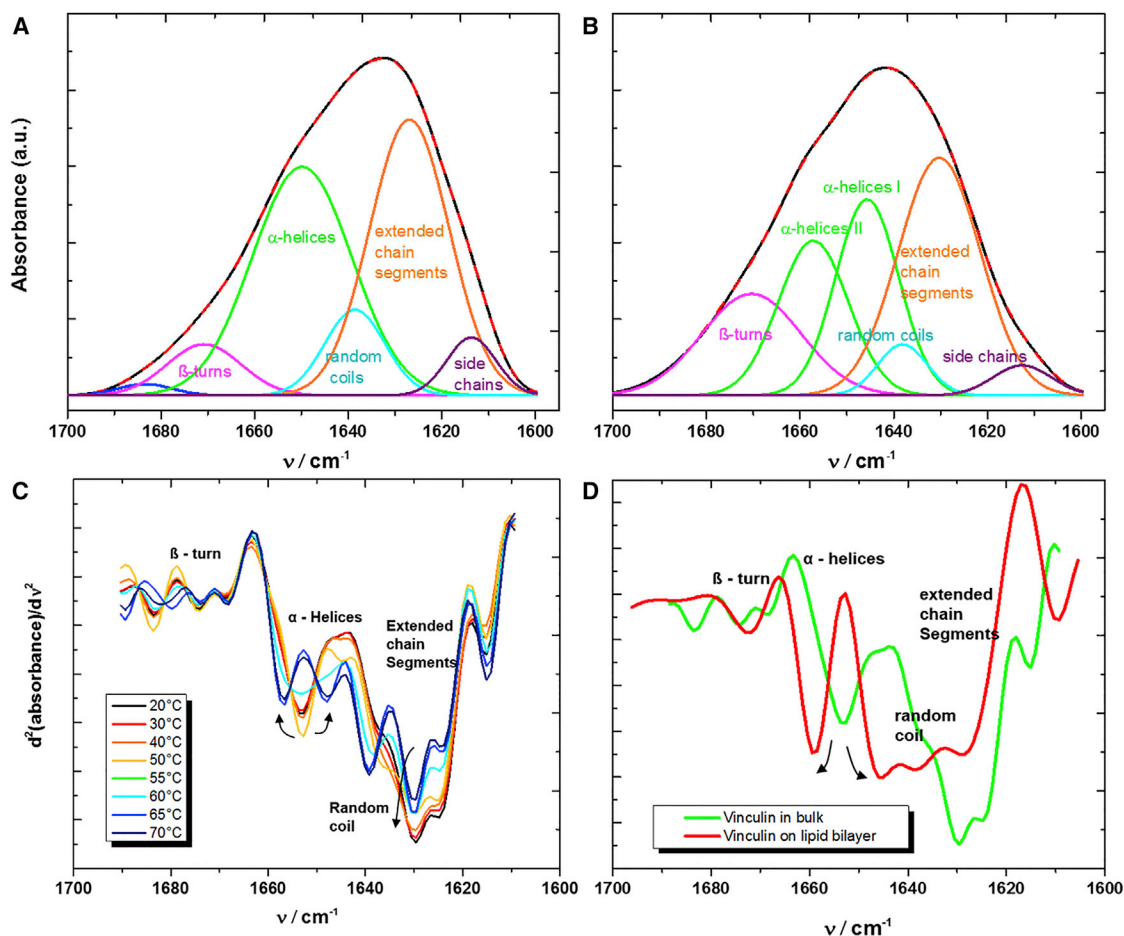 A
B
Absorbance (a.u.)
α-helices
extended
chain
segments
random
coils
ß-turns
side
chains
1700
1680
1660
1640
1620
1600
ν / cm-1
α-helices I
α-helices II
extended
chain
segments
ß-turns
random coils
side chains
1700
1680
1660
1640
1620
1600
ν / cm-1
C
D
d2(absorbance)/dν2
ß - turn
α - Helices
Extended
chain
Segments
Random
coil
20°C
30°C
40°C
50°C
55°C
60°C
65°C
70°C
1700
1680
1660
1640
1620
1600
ν / cm-1
ß - turn
α - helices
extended
chain
Segments
random
coil
Vinculin in bulk
Vinculin on lipid bilayer
1700
1680
1660
1640
1620
1600
ν / cm-1